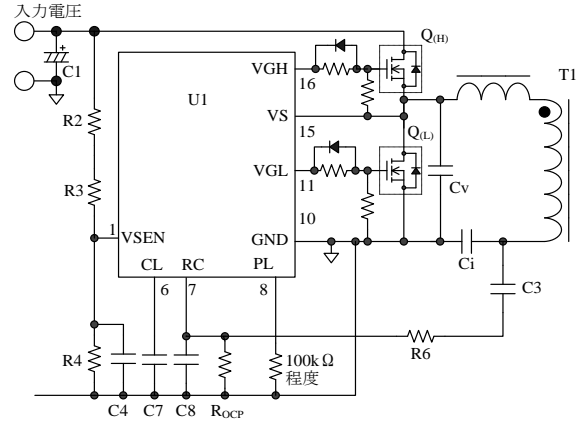 入力電圧
C1
R2
R3
R4
U1
VGH
16
VS
15
VGL
11
10
GND
1
VSEN
CL
RC
PL
6
7
8
Q(H)
Q(L)
T1
Cv
Ci
C3
R6
100kΩ
程度
C4
C7
C8
ROCP